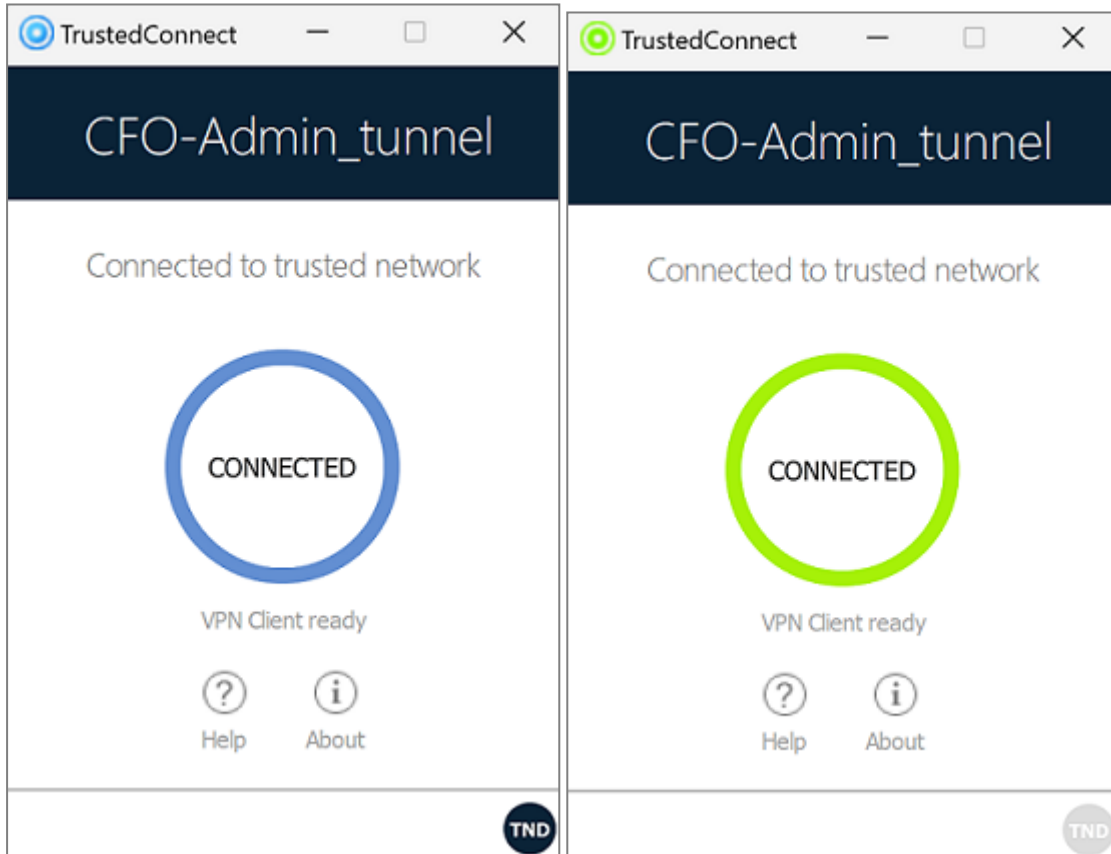 TrustedConnect
CFO-Admin_tunnel
Connected to trusted network
CONNECTED
VPN Client ready
? i
Help About
TND
TrustedConnect
CFO-Admin_tunnel
Connected to trusted network
CONNECTED
VPN Client ready
? i
Help About
TND